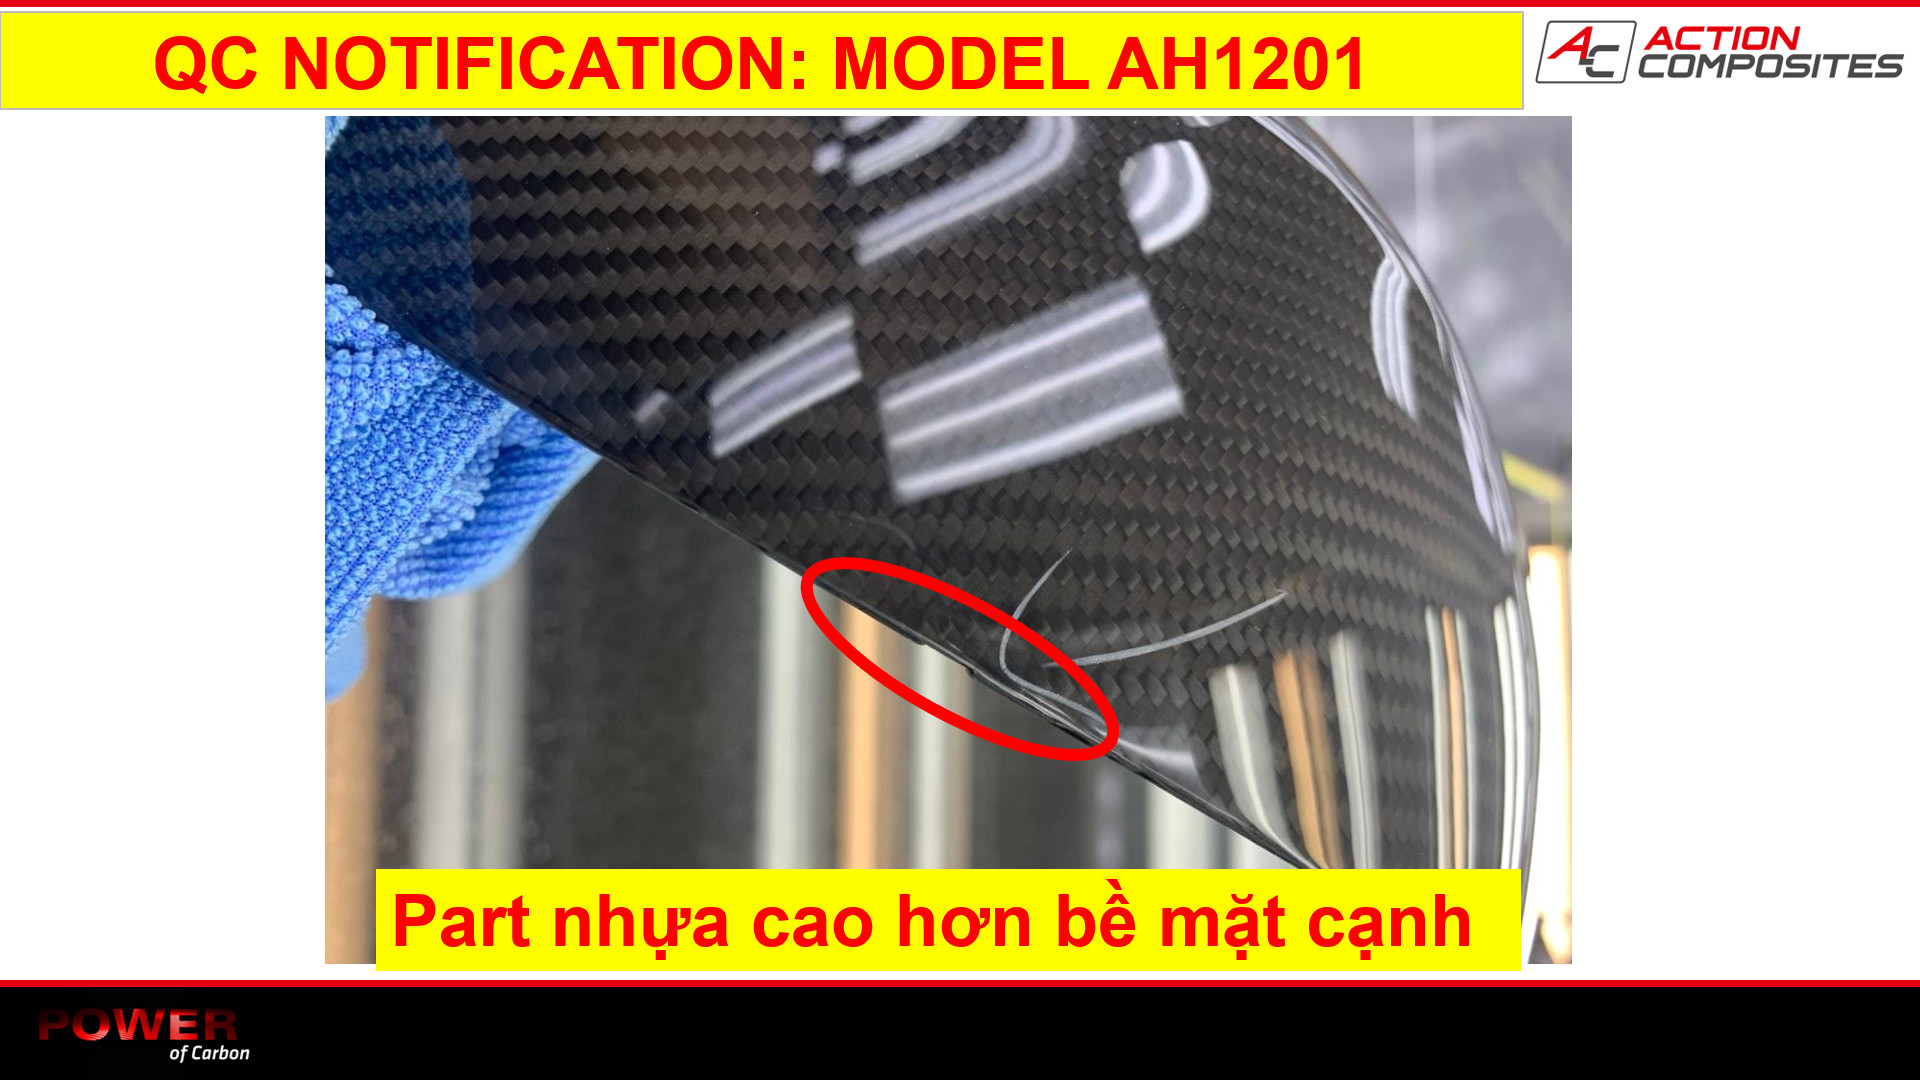 QC NOTIFICATION: MODEL AH1201
AC ACTION
COMPOSITES
Part nhựa cao hơn bề mặt cạnh
POWER
of Carbon